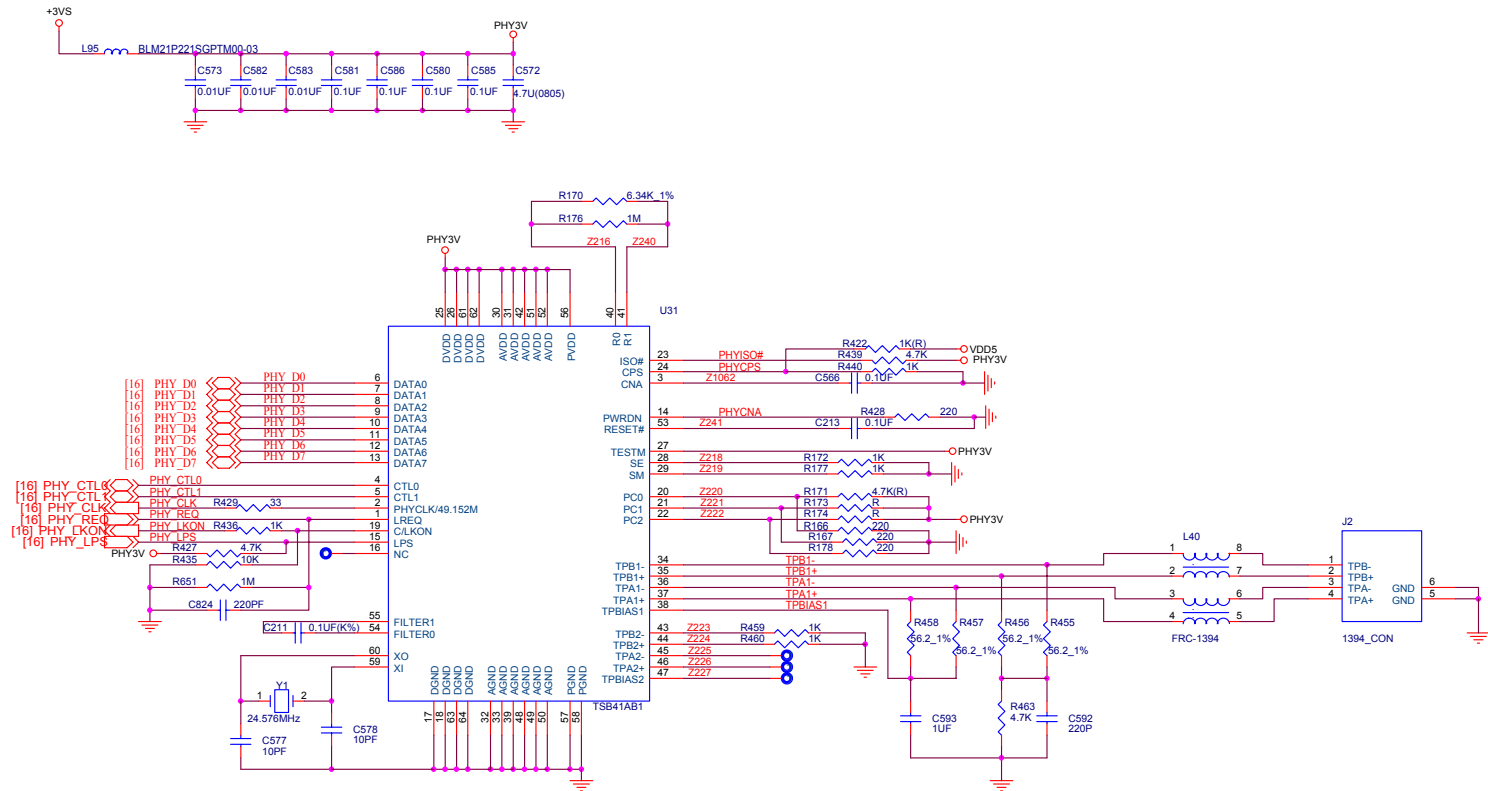 +3VS
PHY3V
L95 BLM21P221SGPTM00-03
C573 C582 C583 C581 C586 C580 C585 C572
0.01UF 0.01UF 0.01UF 0.1UF 0.1UF 0.1UF 0.1UF 4.7U(0805)
R170 6.34K_1%
R176 1M
Z216 Z240
PHY3V
U31
25 26 61 62 30 31 42 51 52 56 40 41
DVDD DVDD DVDD DVDD AVDD AVDD AVDD AVDD AVDD PVDD R0 R1
[16] PHY_D0 PHY_D0 6 DATA0
[16] PHY_D1 PHY_D1 7 DATA1
[16] PHY_D2 PHY_D2 8 DATA2
[16] PHY_D3 PHY_D3 9 DATA3
[16] PHY_D4 PHY_D4 10 DATA4
[16] PHY_D5 PHY_D5 11 DATA5
[16] PHY_D6 PHY_D6 12 DATA6
[16] PHY_D7 PHY_D7 13 DATA7
[16] PHY_CTL0 PHY_CTL0 4 CTL0
[16] PHY_CTL1 PHY_CTL1 5 CTL1
[16] PHY_CLK PHY_CLK R429 33 2 PHYCLK/49.152M
[16] PHY_REQ PHY_REQ 1 LREQ
[16] PHY_LKON PHY_LKON R436 1K 19 C/LKON
[16] PHY_LPS PHY_LPS 15 LPS
PHY3V R427 4.7K 16 NC
R435 10K
R651 1M
C824 220PF
55 FILTER1
C211 0.1UF(K%) 54 FILTER0
60 XO
59 XI
1 Y1 2
24.576MHz
C577 10PF
C578 10PF
DGND DGND DGND DGND AGND AGND AGND AGND AGND AGND PGND PGND
17 18 63 64 32 33 39 48 49 50 57 58
TSB41AB1
R422 1K(R) VDD5
ISO# 23 PHYISO# R439 4.7K PHY3V
CPS 24 PHYCPS R440 1K
CNA 3 Z1062 C566 0.1UF
PWRDN 14 PHYCNA R428 220
RESET# 53 Z241 C213 0.1UF
TESTM 27 PHY3V
SE 28 Z218 R172 1K
SM 29 Z219 R177 1K
PC0 20 Z220 R171 4.7K(R)
PC1 21 Z221 R173 R
PC2 22 Z222 R174 R PHY3V
R166 220
R167 220
R178 220
TPB1- 34 TPB1-
TPB1+ 35 TPB1+
TPA1- 36 TPA1-
TPA1+ 37 TPA1+
TPBIAS1 38 TPBIAS1
TPB2- 43 Z223 R459 1K
TPB2+ 44 Z224 R460 1K
TPA2- 45 Z225
TPA2+ 46 Z226
TPBIAS2 47 Z227
R458 R457 R456 R455
56.2_1% 56.2_1% 56.2_1% 56.2_1%
C593 1UF
R463 4.7K
C592 220P
L40
1 8
2 7
3 6
4 5
FRC-1394
J2
1 TPB-
2 TPB+
3 TPA- GND 6
4 TPA+ GND 5
1394_CON